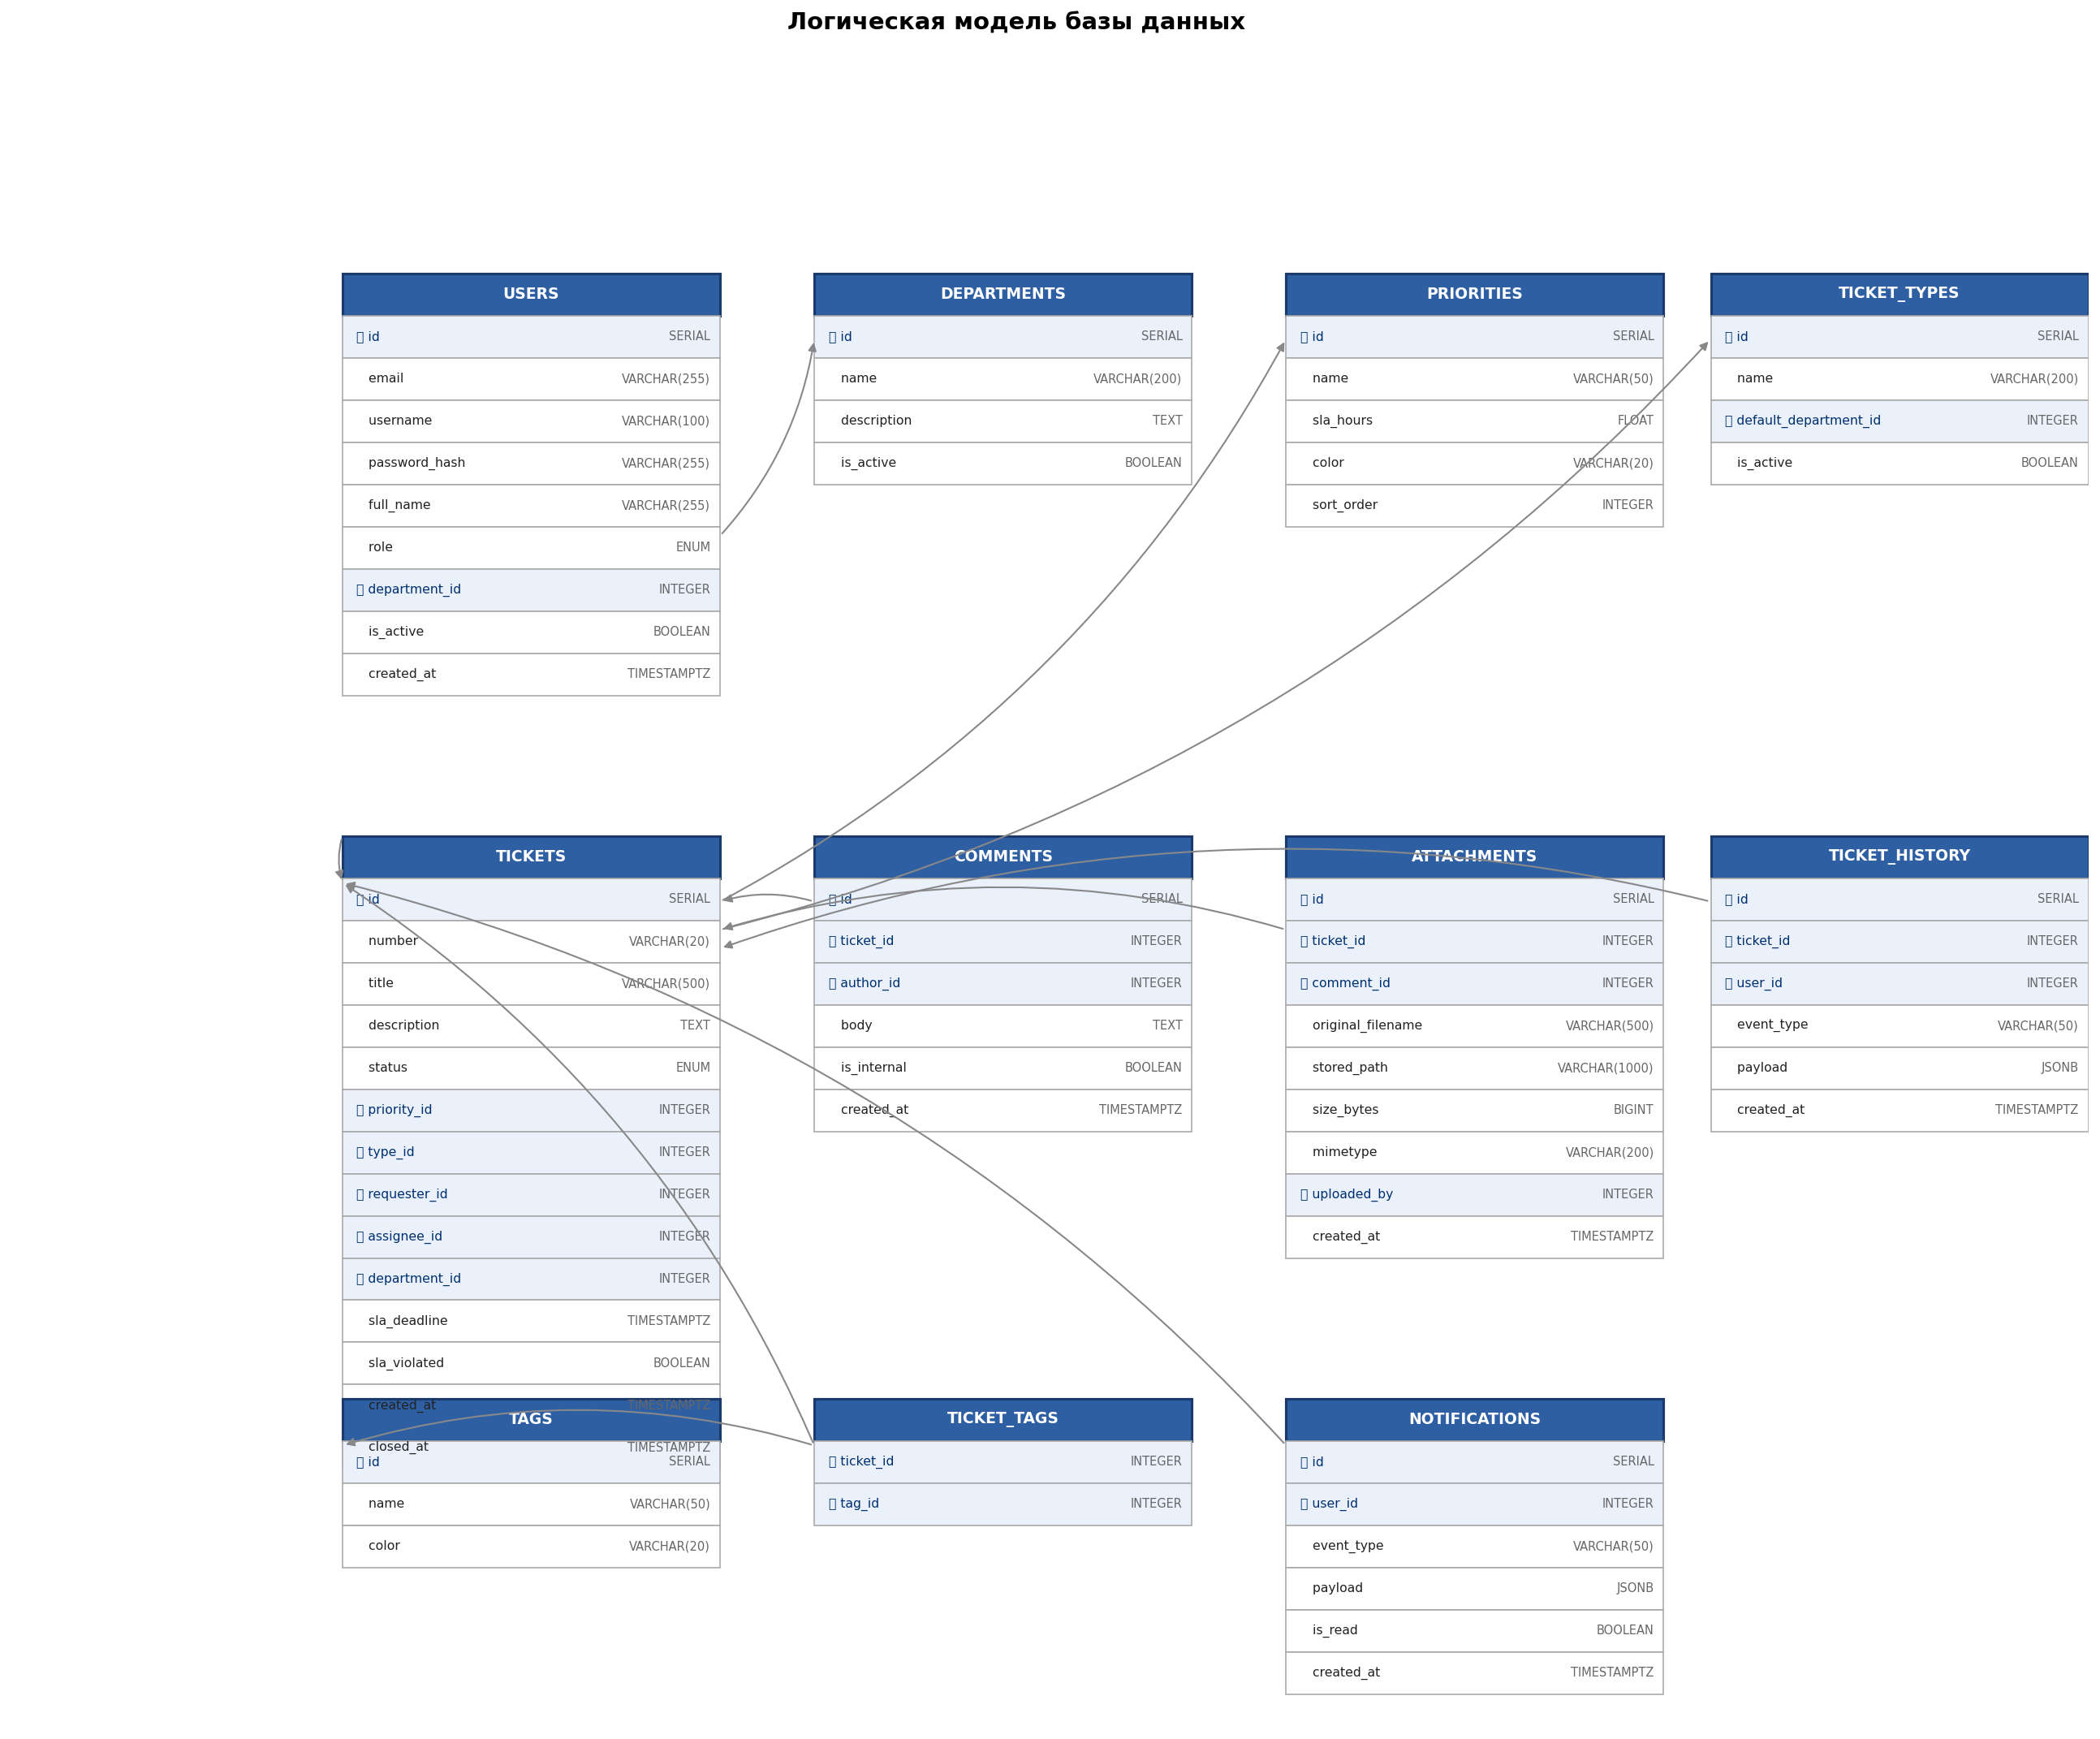 Логическая модель базы данных
USERS
id SERIAL
email VARCHAR(255)
username VARCHAR(100)
password_hash VARCHAR(255)
full_name VARCHAR(255)
role ENUM
department_id INTEGER
is_active BOOLEAN
created_at TIMESTAMPTZ
DEPARTMENTS
id SERIAL
name VARCHAR(200)
description TEXT
is_active BOOLEAN
PRIORITIES
id SERIAL
name VARCHAR(50)
sla_hours FLOAT
color VARCHAR(20)
sort_order INTEGER
TICKET_TYPES
id SERIAL
name VARCHAR(200)
default_department_id INTEGER
is_active BOOLEAN
TICKETS
id SERIAL
number VARCHAR(20)
title VARCHAR(500)
description TEXT
status ENUM
priority_id INTEGER
type_id INTEGER
requester_id INTEGER
assignee_id INTEGER
department_id INTEGER
sla_deadline TIMESTAMPTZ
sla_violated BOOLEAN
created_at TIMESTAMPTZ
closed_at TIMESTAMPTZ
COMMENTS
id SERIAL
ticket_id INTEGER
author_id INTEGER
body TEXT
is_internal BOOLEAN
created_at TIMESTAMPTZ
ATTACHMENTS
id SERIAL
ticket_id INTEGER
comment_id INTEGER
original_filename VARCHAR(500)
stored_path VARCHAR(1000)
size_bytes BIGINT
mimetype VARCHAR(200)
uploaded_by INTEGER
created_at TIMESTAMPTZ
TICKET_HISTORY
id SERIAL
ticket_id INTEGER
user_id INTEGER
event_type VARCHAR(50)
payload JSONB
created_at TIMESTAMPTZ
TAGS
id SERIAL
name VARCHAR(50)
color VARCHAR(20)
TICKET_TAGS
ticket_id INTEGER
tag_id INTEGER
NOTIFICATIONS
id SERIAL
user_id INTEGER
event_type VARCHAR(50)
payload JSONB
is_read BOOLEAN
created_at TIMESTAMPTZ